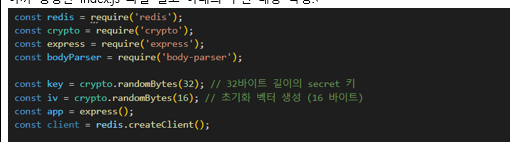 const redis = require('redis');
const crypto = require('crypto');
const express = require('express');
const bodyParser = require('body-parser');
const key = crypto.randomBytes(32); // 32바이트 길이의 secret 키
const iv = crypto.randomBytes(16); // 초기화 벡터 생성 (16 바이트)
const app = express();
const client = redis.createClient();